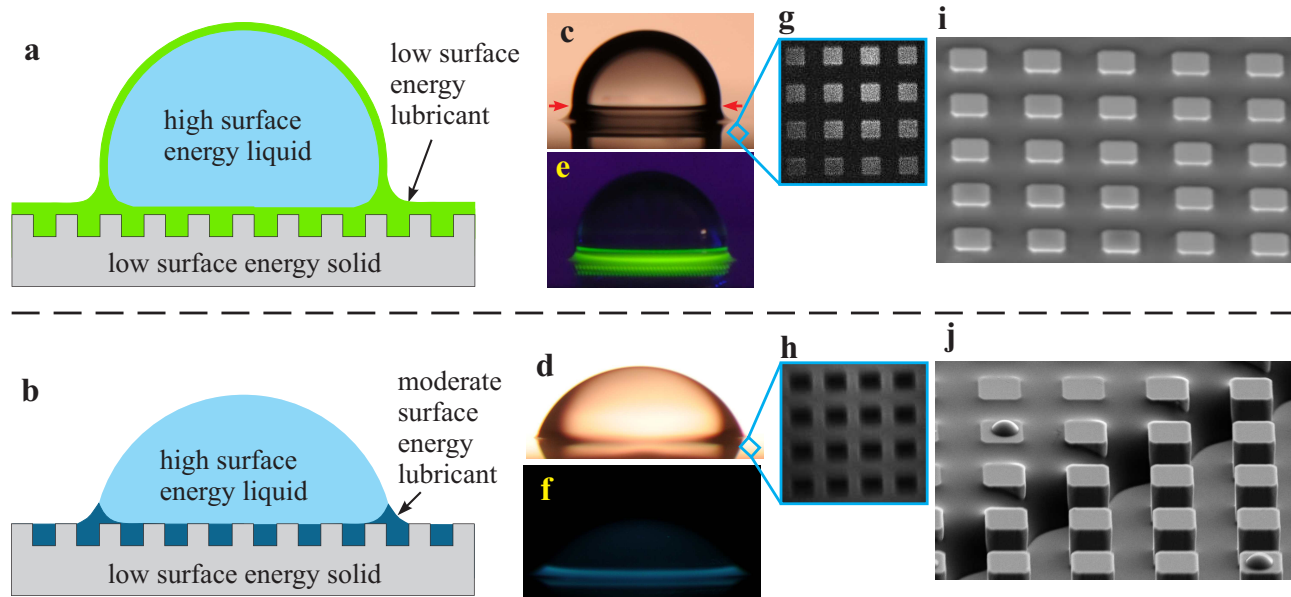 a
high surface
energy liquid
low surface
energy
lubricant
low surface energy solid
c
e
g
i
b
high surface
energy liquid
moderate
surface
energy
lubricant
low surface energy solid
d
f
h
j